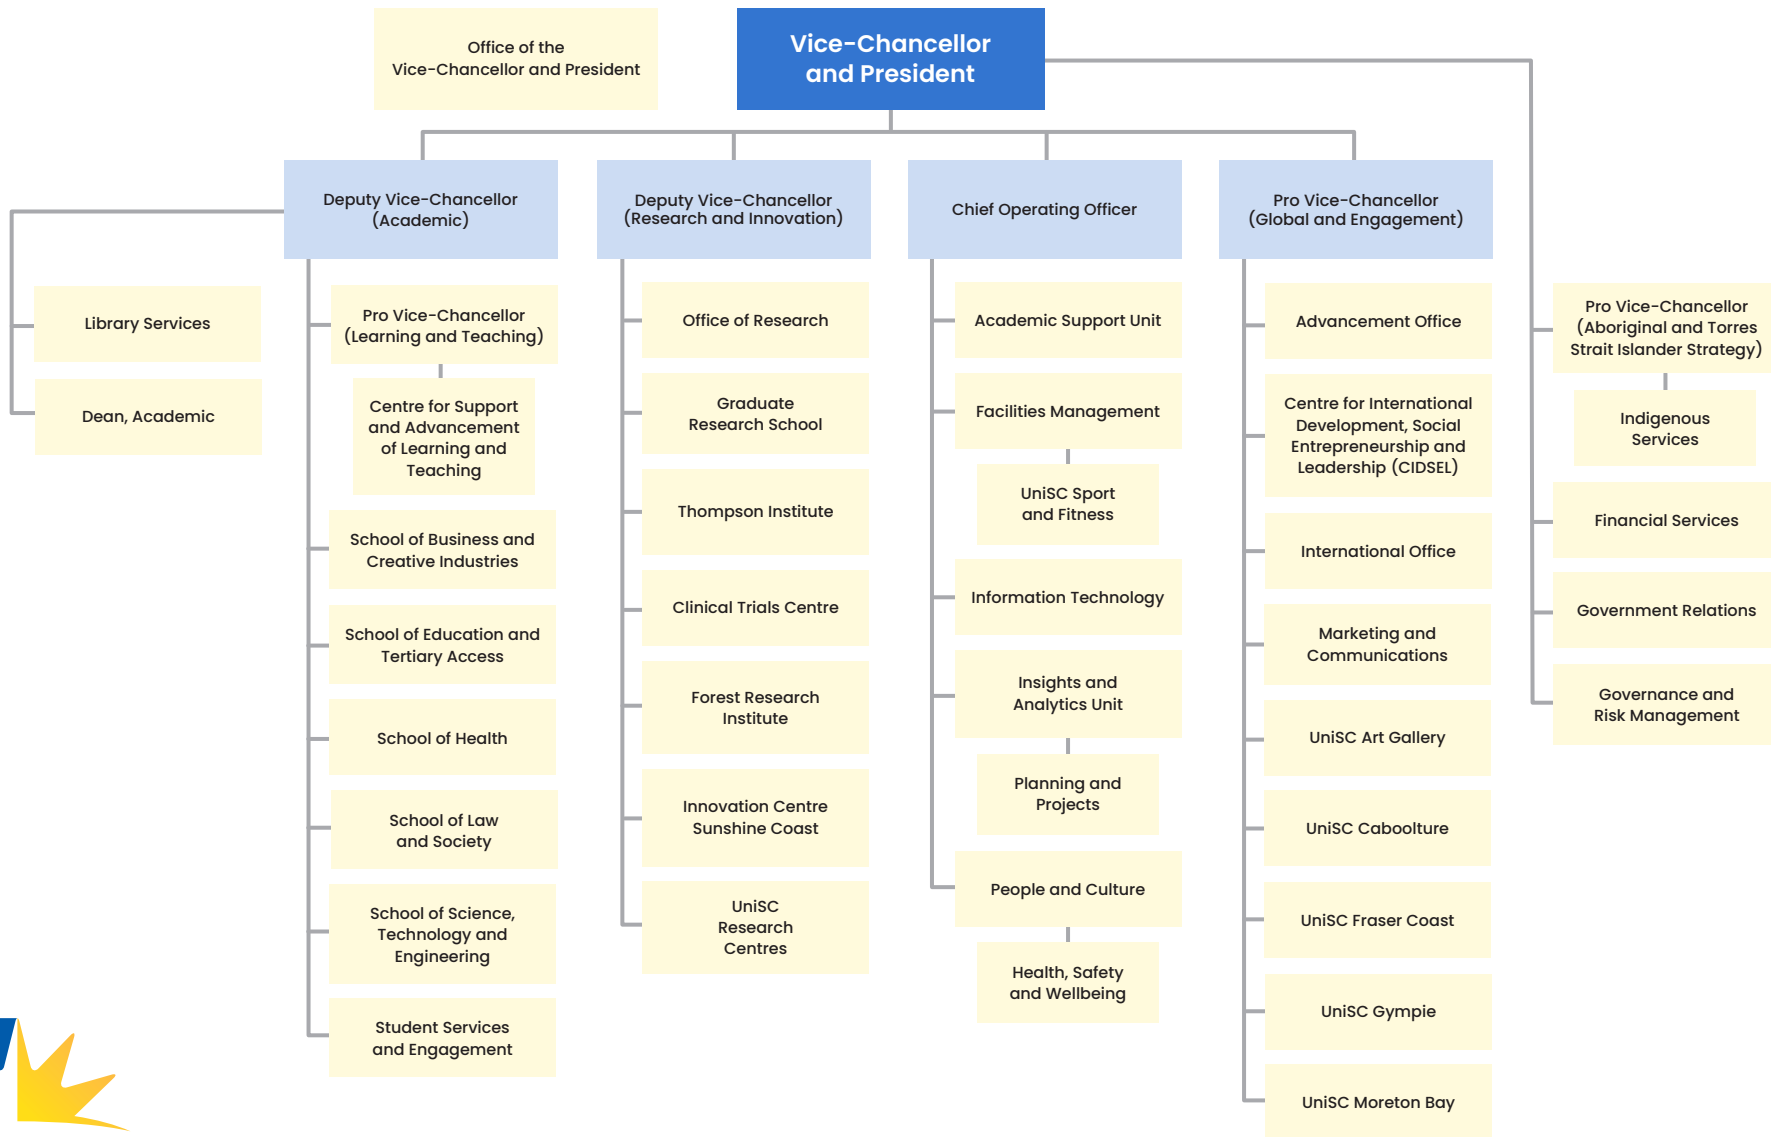 Office of the
Vice-Chancellor and President
Vice-Chancellor
and President
Deputy Vice-Chancellor
(Academic)
Deputy Vice-Chancellor
(Research and Innovation)
Chief Operating Officer
Pro Vice-Chancellor
(Global and Engagement)
Library Services
Dean, Academic
Pro Vice-Chancellor
(Learning and Teaching)
Centre for Support
and Advancement
of Learning and
Teaching
School of Business and
Creative Industries
School of Education and
Tertiary Access
School of Health
School of Law
and Society
School of Science,
Technology and
Engineering
Student Services
and Engagement
Office of Research
Graduate
Research School
Thompson Institute
Clinical Trials Centre
Forest Research
Institute
Innovation Centre
Sunshine Coast
UniSC
Research
Centres
Academic Support Unit
Facilities Management
UniSC Sport
and Fitness
Information Technology
Insights and
Analytics Unit
Planning and
Projects
People and Culture
Health, Safety
and Wellbeing
Advancement Office
Centre for International
Development, Social
Entrepreneurship and
Leadership (CIDSEL)
International Office
Marketing and
Communications
UniSC Art Gallery
UniSC Caboolture
UniSC Fraser Coast
UniSC Gympie
UniSC Moreton Bay
Pro Vice-Chancellor
(Aboriginal and Torres
Strait Islander Strategy)
Indigenous
Services
Financial Services
Government Relations
Governance and
Risk Management